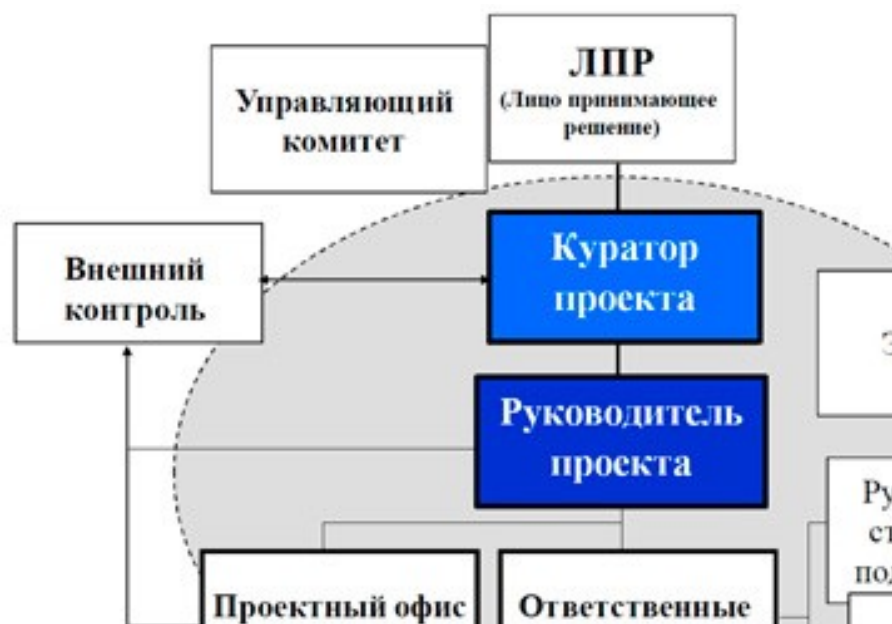 ЛПР
(Лицо принимающее
решение)
Управляющий
комитет
Куратор
проекта
Внешний
контроль
Руководитель
проекта
Проектный офис
Ответственные